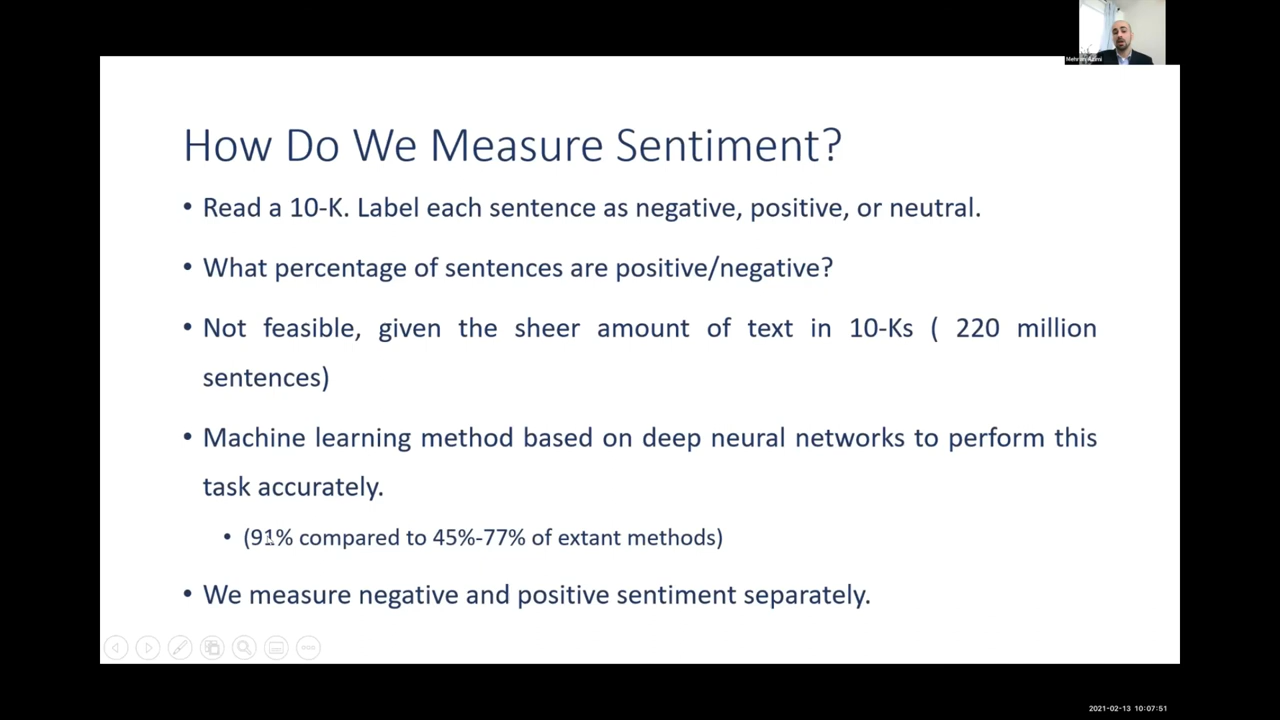 How Do We Measure Sentiment?
• Read a 10-K. Label each sentence as negative, positive, or neutral.
• What percentage of sentences are positive/negative?
• Not feasible, given the sheer amount of text in 10-Ks ( 220 million
sentences)
• Machine learning method based on deep neural networks to perform this
task accurately.
• (91% compared to 45%-77% of extant methods)
• We measure negative and positive sentiment separately.
2021-02-13 10:07:51